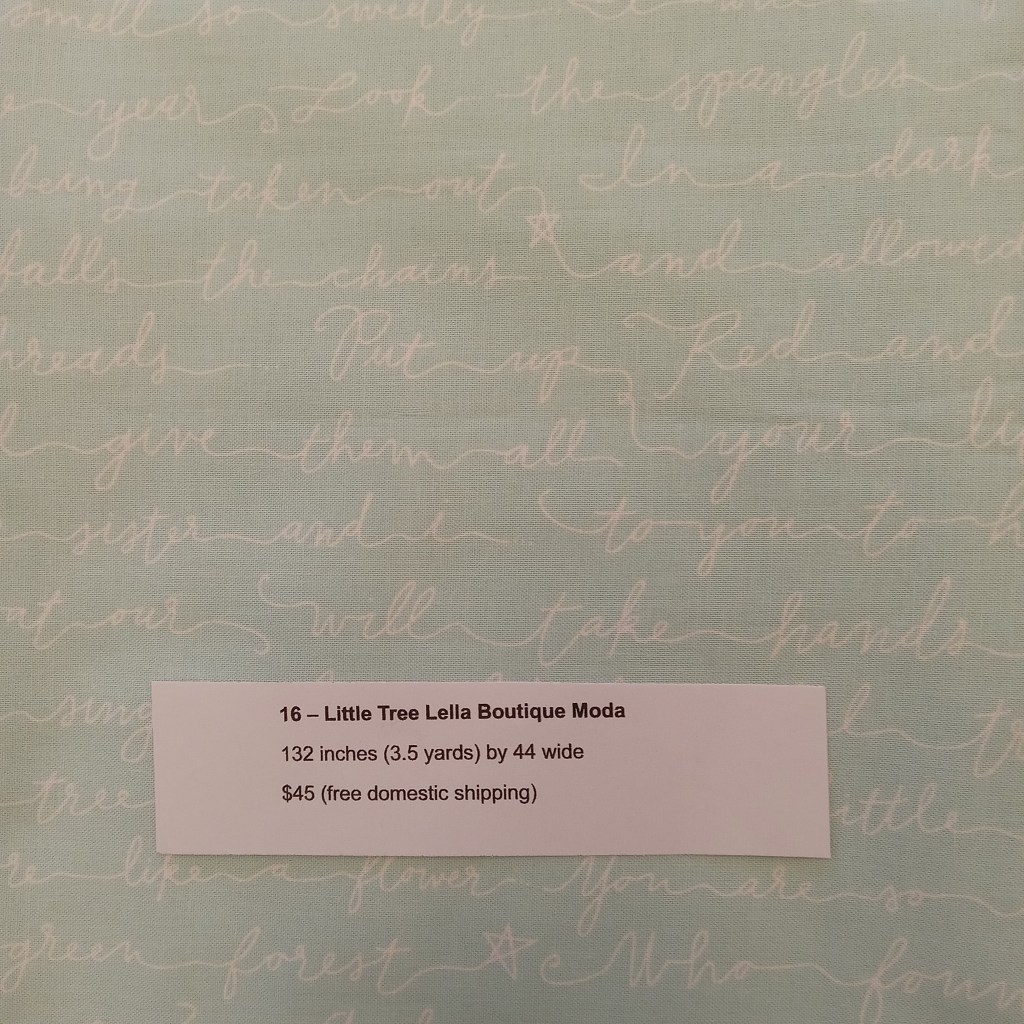 smell so sweetly
year Look the spangles
being taken out In a dark
falls the chains and allowed
Put up Red and
give them all your
sister and i to you to
at our will take hands
sing
16 – Little Tree Lella Boutique Moda
132 inches (3.5 yards) by 44 wide
$45 (free domestic shipping)
tree
like a flower You are so
green forest Who